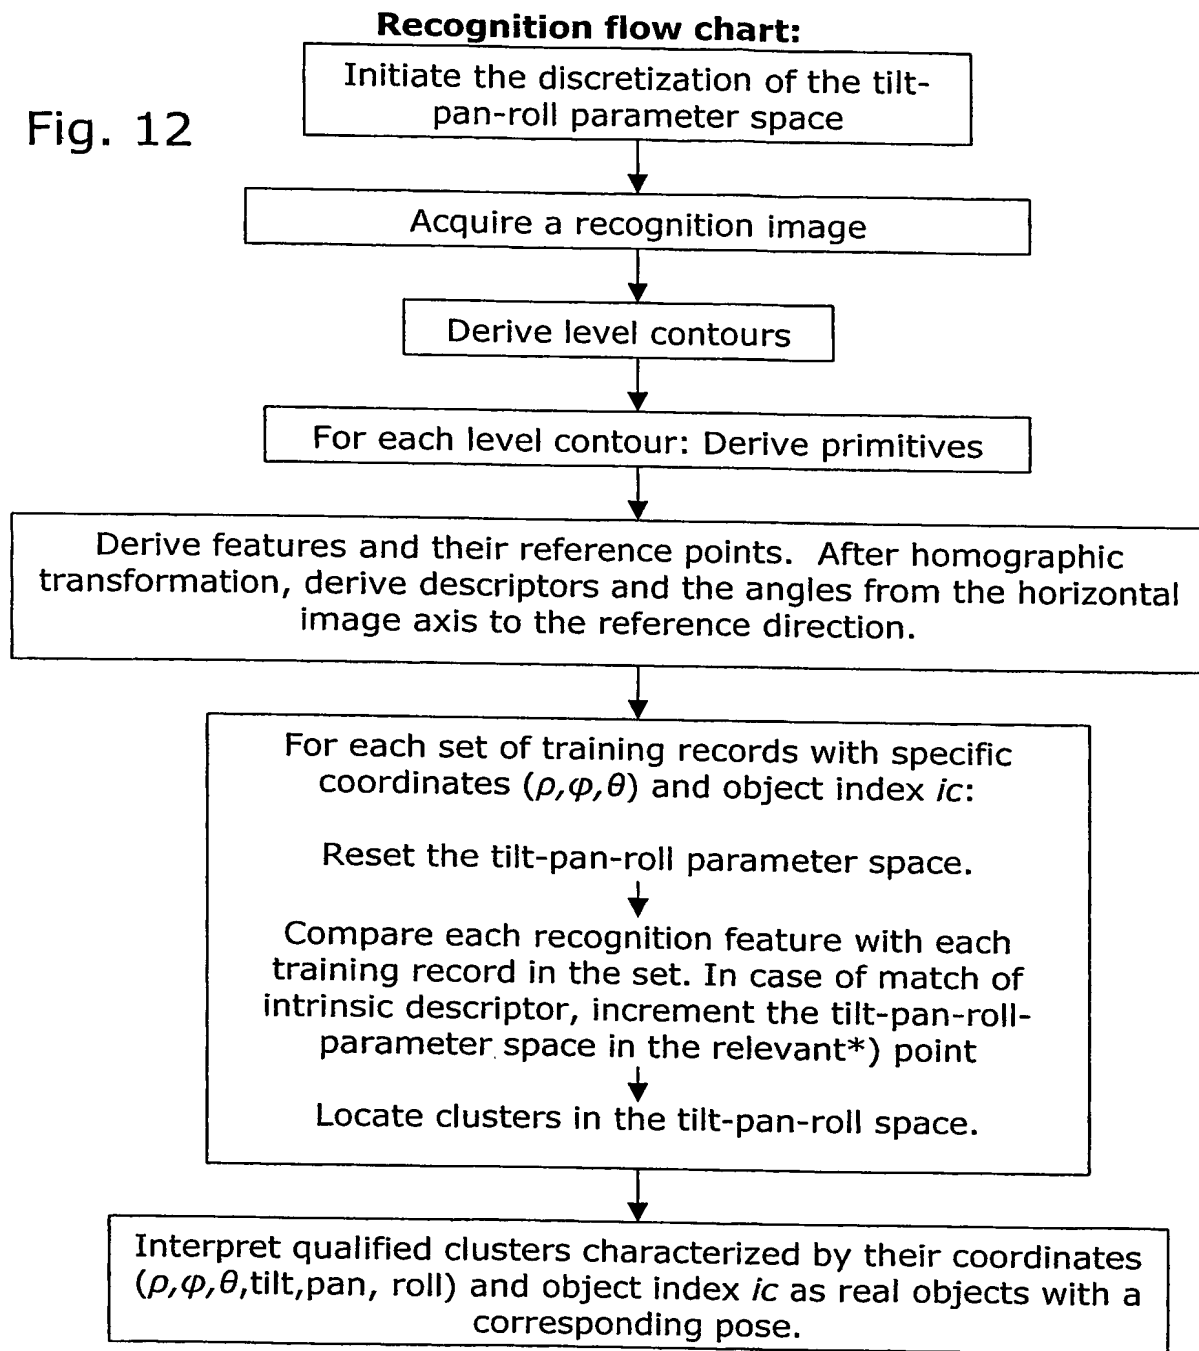 Recognition flow chart:
Fig. 12
Initiate the discretization of the tilt-
pan-roll parameter space
Acquire a recognition image
Derive level contours
For each level contour: Derive primitives
Derive features and their reference points.  After homographic
transformation, derive descriptors and the angles from the horizontal
image axis to the reference direction.
For each set of training records with specific
coordinates (ρ,φ,θ) and object index ic:
Reset the tilt-pan-roll parameter space.
Compare each recognition feature with each
training record in the set. In case of match of
intrinsic descriptor, increment the tilt-pan-roll-
parameter space in the relevant*) point
Locate clusters in the tilt-pan-roll space.
Interpret qualified clusters characterized by their coordinates
(ρ,φ,θ,tilt,pan, roll) and object index ic as real objects with a
corresponding pose.